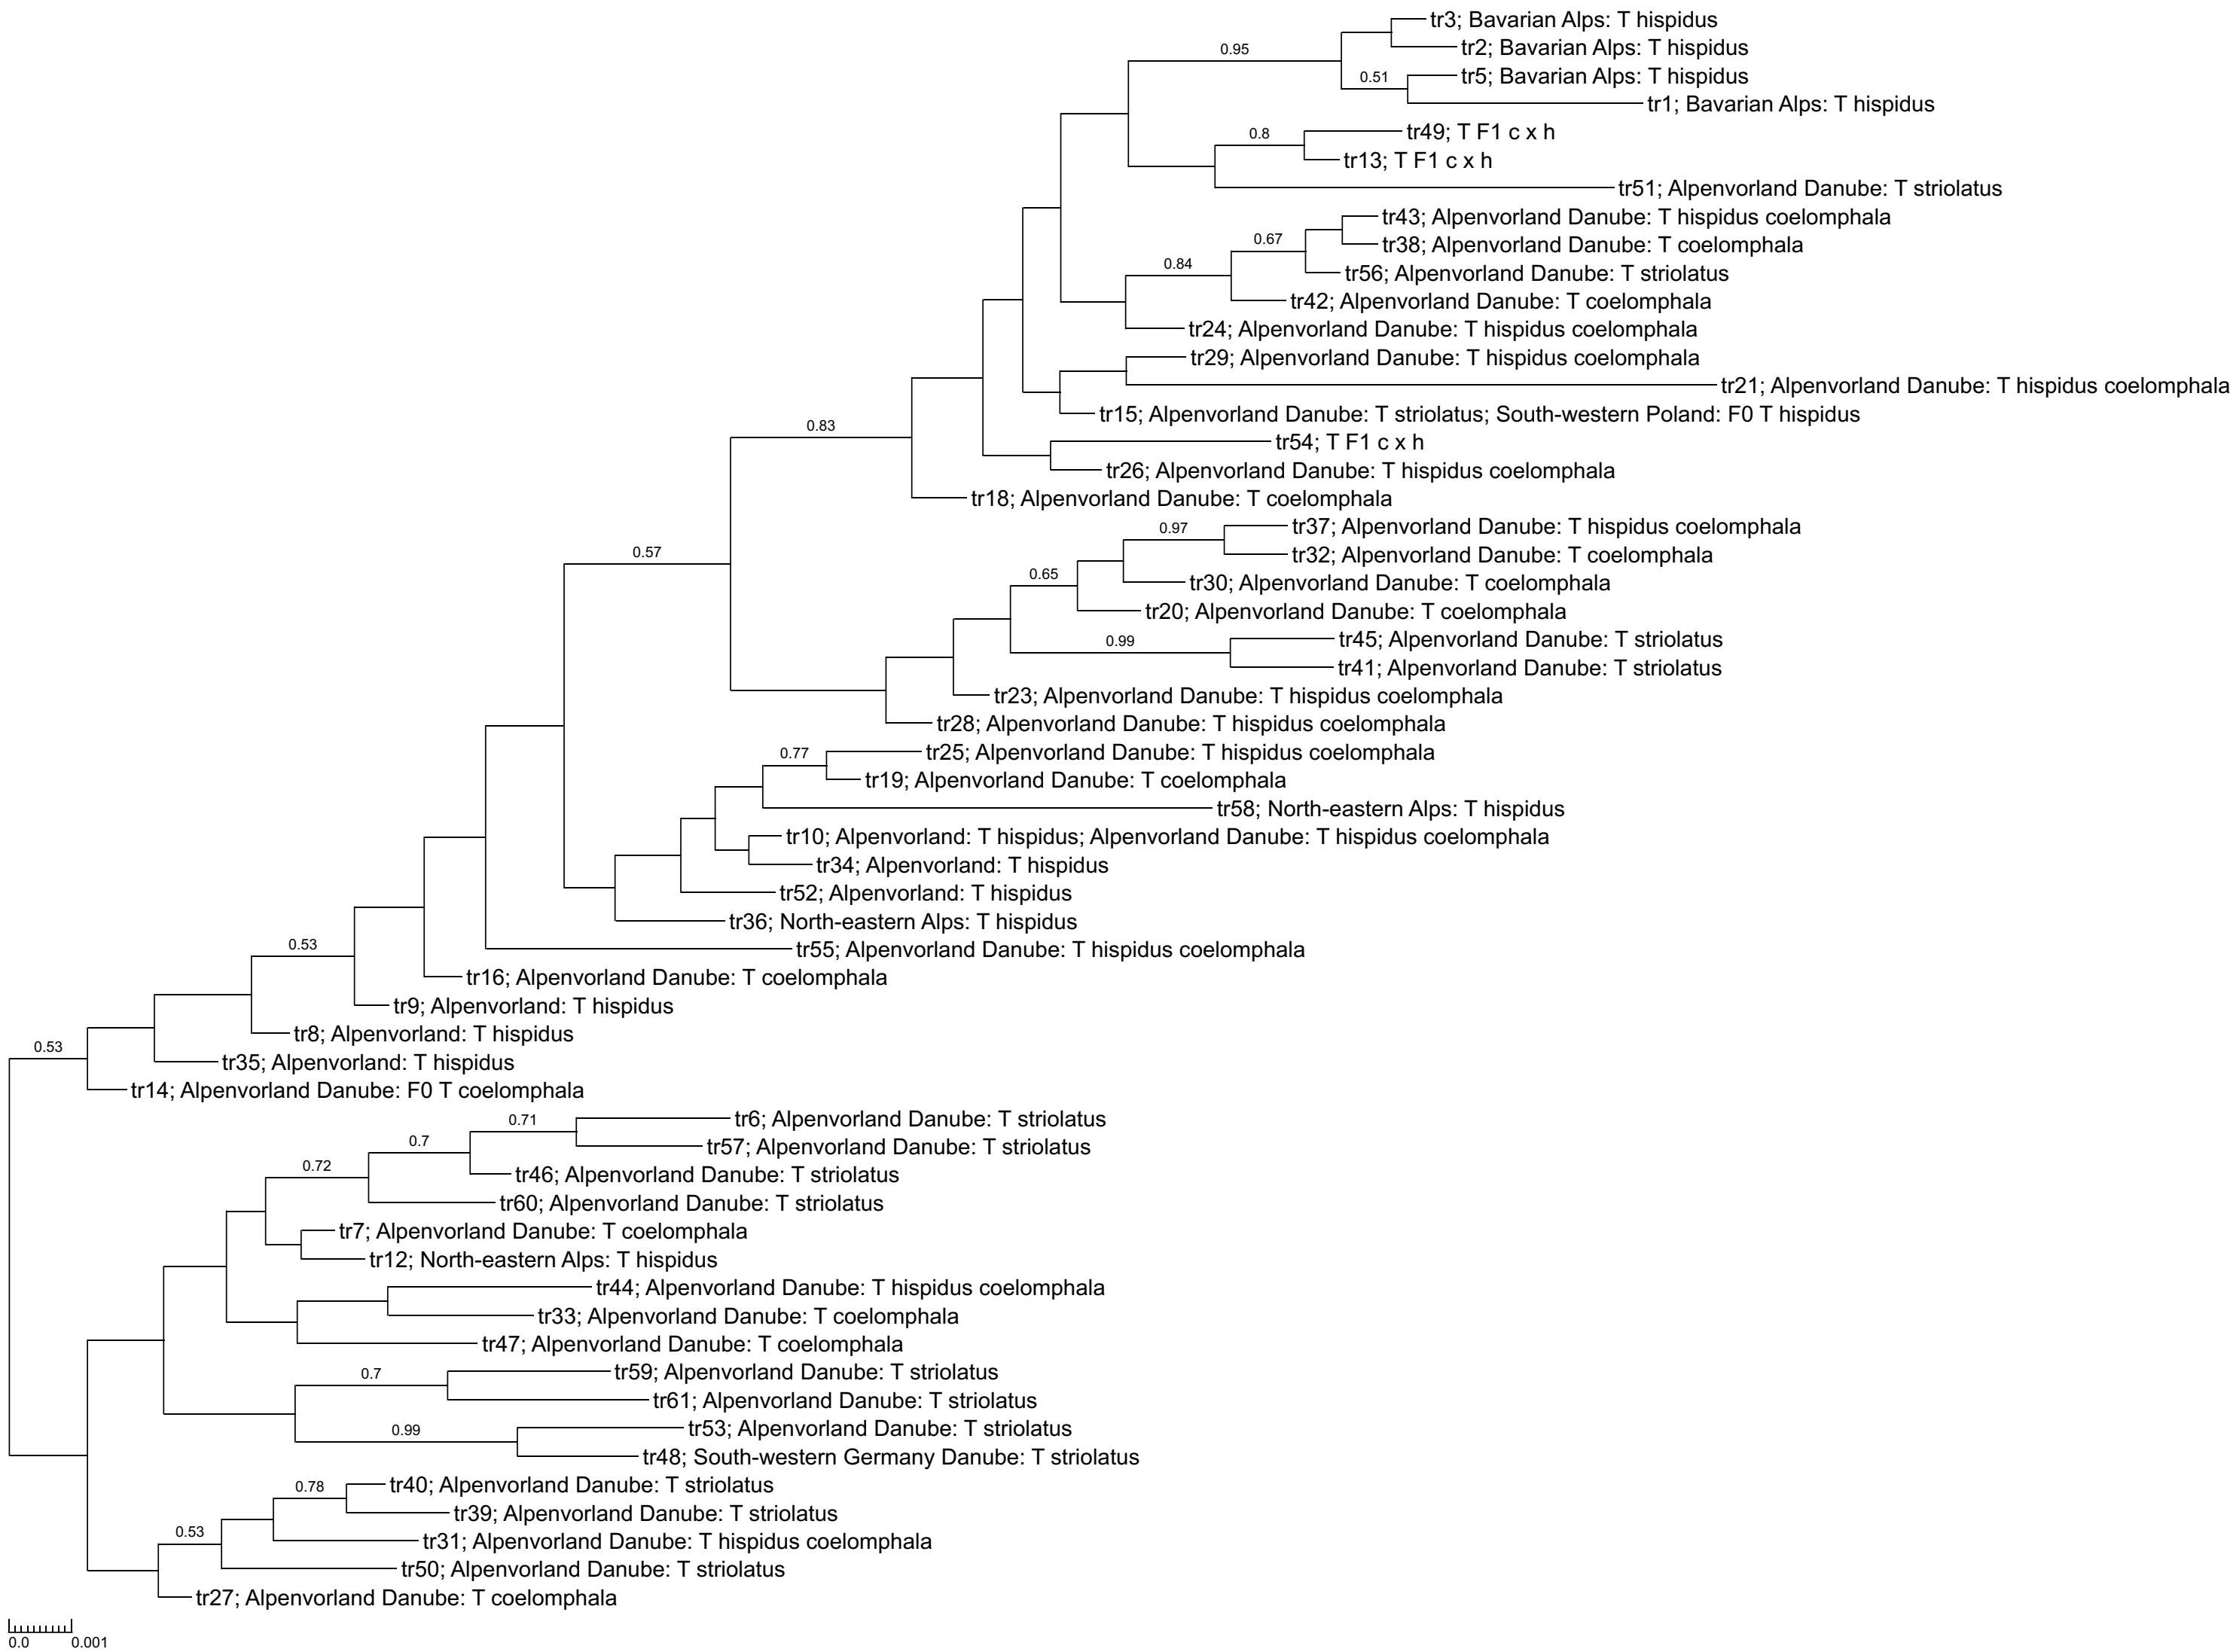 tr3; Bavarian Alps: T hispidus
0.95
tr2; Bavarian Alps: T hispidus
tr5; Bavarian Alps: T hispidus
0.51
tr1; Bavarian Alps: T hispidus
tr49; T F1 c x h
0.8
tr13; T F1 c x h
tr51; Alpenvorland Danube: T striolatus
tr43; Alpenvorland Danube: T hispidus coelomphala
0.67
tr38; Alpenvorland Danube: T coelomphala
0.84
tr56; Alpenvorland Danube: T striolatus
tr42; Alpenvorland Danube: T coelomphala
tr24; Alpenvorland Danube: T hispidus coelomphala
tr29; Alpenvorland Danube: T hispidus coelomphala
tr21; Alpenvorland Danube: T hispidus coelomphala
tr15; Alpenvorland Danube: T striolatus; South-western Poland: F0 T hispidus
0.83
tr54; T F1 c x h
tr26; Alpenvorland Danube: T hispidus coelomphala
tr18; Alpenvorland Danube: T coelomphala
0.97
tr37; Alpenvorland Danube: T hispidus coelomphala
0.57
tr32; Alpenvorland Danube: T coelomphala
0.65
tr30; Alpenvorland Danube: T coelomphala
tr20; Alpenvorland Danube: T coelomphala
0.99
tr45; Alpenvorland Danube: T striolatus
tr41; Alpenvorland Danube: T striolatus
tr23; Alpenvorland Danube: T hispidus coelomphala
tr28; Alpenvorland Danube: T hispidus coelomphala
0.77
tr25; Alpenvorland Danube: T hispidus coelomphala
tr19; Alpenvorland Danube: T coelomphala
tr58; North-eastern Alps: T hispidus
tr10; Alpenvorland: T hispidus; Alpenvorland Danube: T hispidus coelomphala
tr34; Alpenvorland: T hispidus
tr52; Alpenvorland: T hispidus
tr36; North-eastern Alps: T hispidus
0.53
tr55; Alpenvorland Danube: T hispidus coelomphala
tr16; Alpenvorland Danube: T coelomphala
tr9; Alpenvorland: T hispidus
tr8; Alpenvorland: T hispidus
0.53
tr35; Alpenvorland: T hispidus
tr14; Alpenvorland Danube: F0 T coelomphala
0.71
tr6; Alpenvorland Danube: T striolatus
0.7
tr57; Alpenvorland Danube: T striolatus
0.72
tr46; Alpenvorland Danube: T striolatus
tr60; Alpenvorland Danube: T striolatus
tr7; Alpenvorland Danube: T coelomphala
tr12; North-eastern Alps: T hispidus
tr44; Alpenvorland Danube: T hispidus coelomphala
tr33; Alpenvorland Danube: T coelomphala
tr47; Alpenvorland Danube: T coelomphala
0.7
tr59; Alpenvorland Danube: T striolatus
tr61; Alpenvorland Danube: T striolatus
0.99
tr53; Alpenvorland Danube: T striolatus
tr48; South-western Germany Danube: T striolatus
0.78
tr40; Alpenvorland Danube: T striolatus
tr39; Alpenvorland Danube: T striolatus
0.53
tr31; Alpenvorland Danube: T hispidus coelomphala
tr50; Alpenvorland Danube: T striolatus
tr27; Alpenvorland Danube: T coelomphala
0.0 0.001